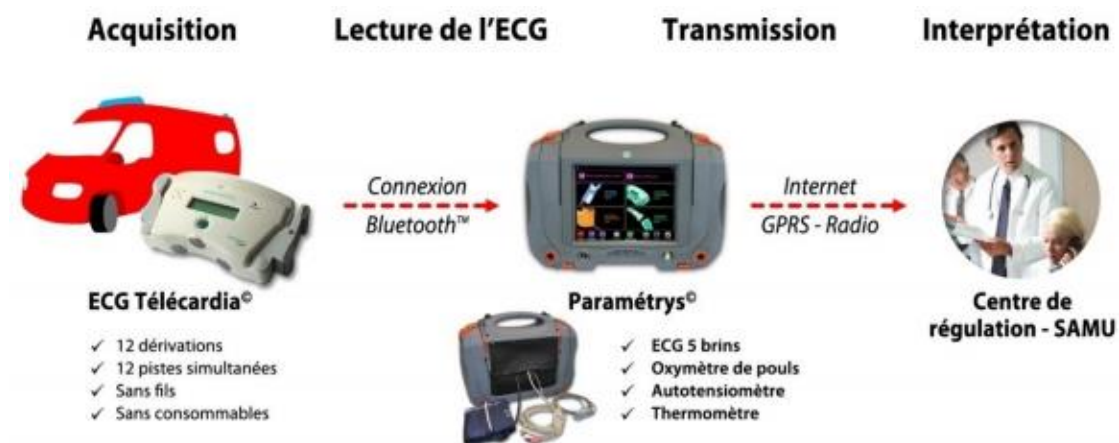 Acquisition
Lecture de l’ECG
Transmission
Interprétation
Connexion
Bluetooth™
Internet
GPRS - Radio
ECG Télécardia©
✓ 12 dérivations
✓ 12 pistes simultanées
✓ Sans fils
✓ Sans consommables
Paramétrys©
✓ ECG 5 brins
✓ Oxymètre de pouls
✓ Autotensiomètre
✓ Thermomètre
Centre de
régulation - SAMU